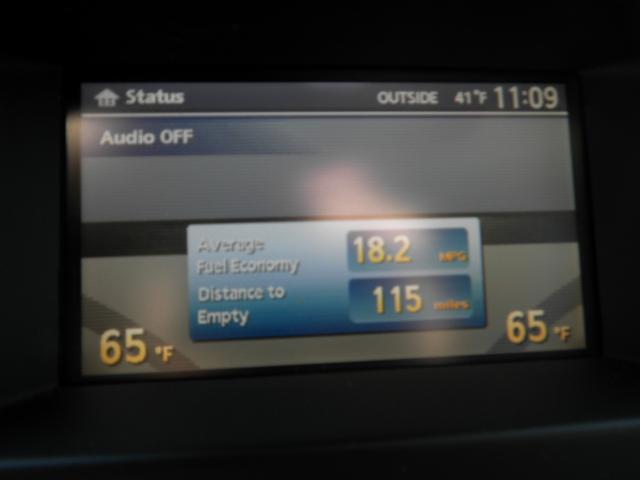 Status OUTSIDE 41°F 11:09
Audio OFF
Average
Fuel Economy 18.2 MPG
Distance to
Empty 115 miles
65 °F 65 °F